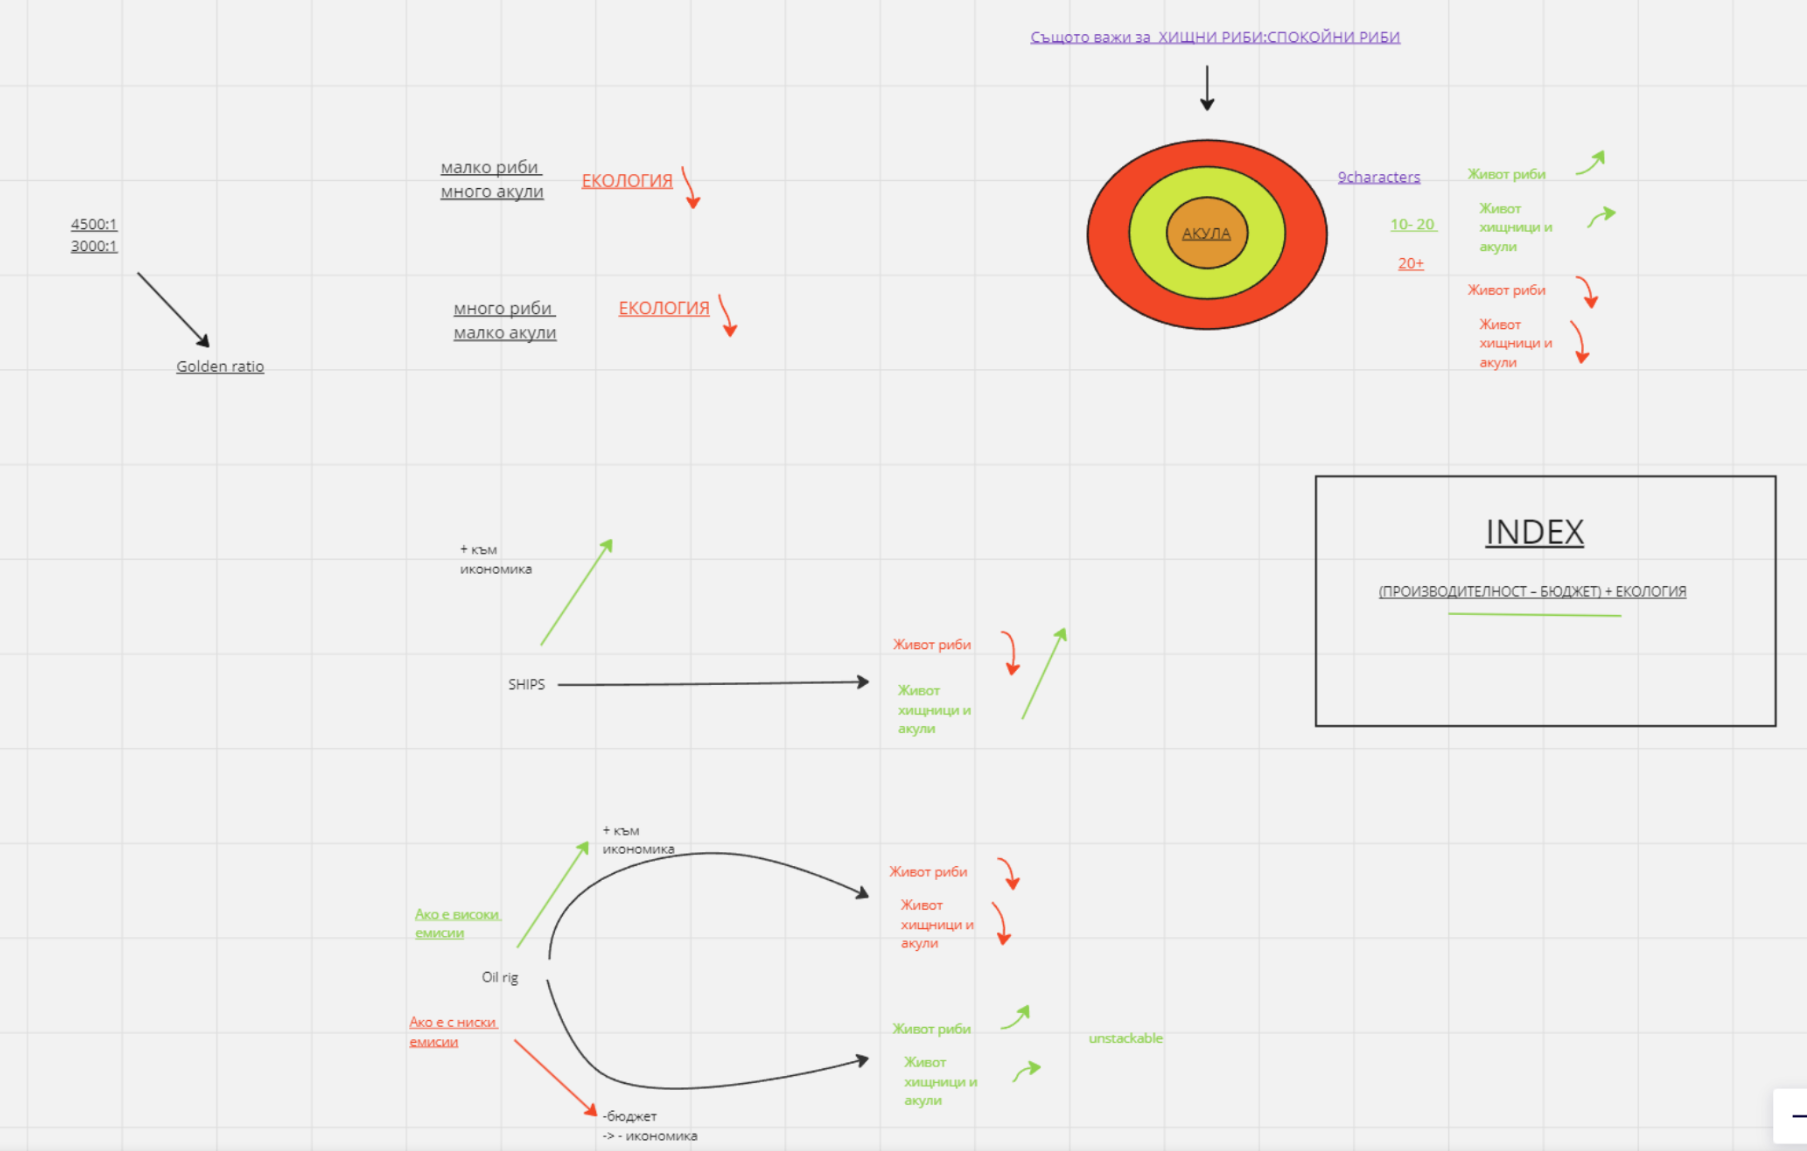 Същото важи за ХИЩНИ РИБИ:СПОКОЙНИ РИБИ
малко риби
много акули
ЕКОЛОГИЯ
4500:1
3000:1
Golden ratio
много риби
малко акули
ЕКОЛОГИЯ
АКУЛА
9characters
10- 20
20+
Живот риби
Живот
хищници и
акули
Живот риби
Живот
хищници и
акули
INDEX
(ПРОИЗВОДИТЕЛНОСТ – БЮДЖЕТ) + ЕКОЛОГИЯ
+ към
икономика
SHIPS
Живот риби
Живот
хищници и
акули
+ към
икономика
Ако е високи
емисии
Oil rig
Ако е с ниски
емисии
-бюджет
-> - икономика
Живот риби
Живот
хищници и
акули
Живот риби
Живот
хищници и
акули
unstackable